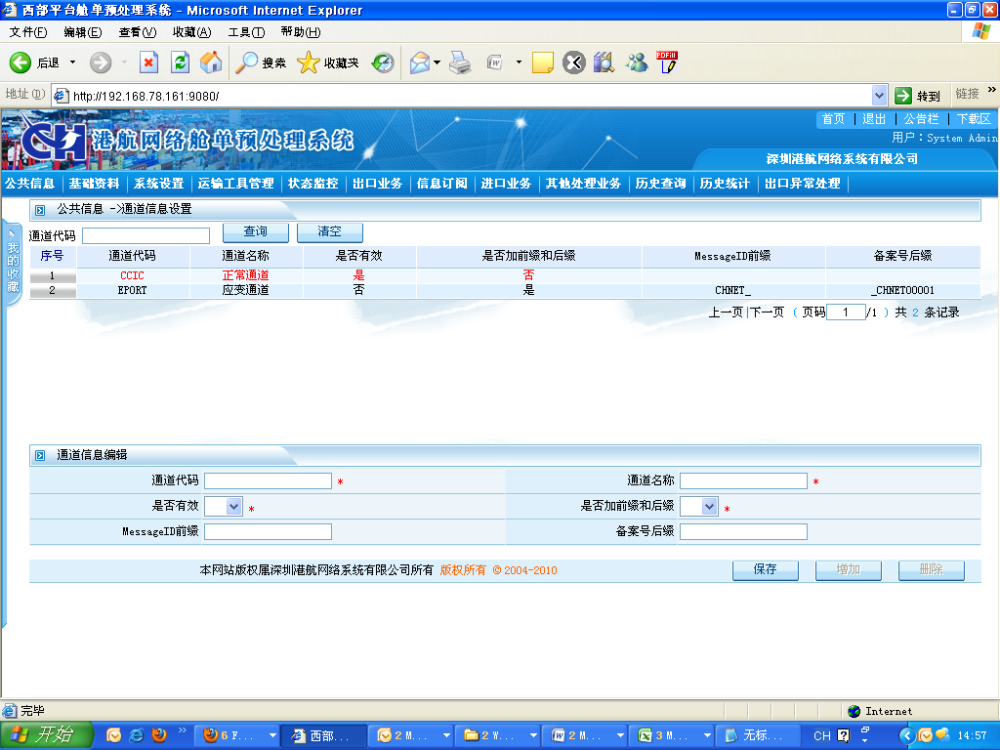 西部平台舱单预处理系统 - Microsoft Internet Explorer
文件(F) 编辑(E) 查看(V) 收藏(A) 工具(T) 帮助(H)
后退 搜索 收藏夹
地址(D) http://192.168.78.161:9080/ 转到 链接 »
首页 | 退出 | 公告栏 | 下载区
CH 港航网络舱单预处理系统
用户：System Admin
深圳港航网络系统有限公司
公共信息 基础资料 系统设置 运输工具管理 状态监控 出口业务 信息订阅 进口业务 其他处理业务 历史查询 历史统计 出口异常处理
公共信息 ->通道信息设置
我的收藏
通道代码 查询 清空
序号 通道代码 通道名称 是否有效 是否加前缀和后缀 MessageID前缀 备案号后缀
1 CCIC 正常通道 是 否
2 EPORT 应变通道 否 是 CHNET_ _CHNET00001
上一页|下一页 ( 页码 1 /1 ) 共 2 条记录
通道信息编辑
通道代码 * 通道名称 *
是否有效 * 是否加前缀和后缀 *
MessageID前缀 备案号后缀
本网站版权属深圳港航网络系统有限公司所有 版权所有 © 2004-2010 保存 增加 删除
完毕 Internet
开始 » 6 F... 西部... 2 M... 2 W... 2 M... 3 M... 无标... CH 14:57